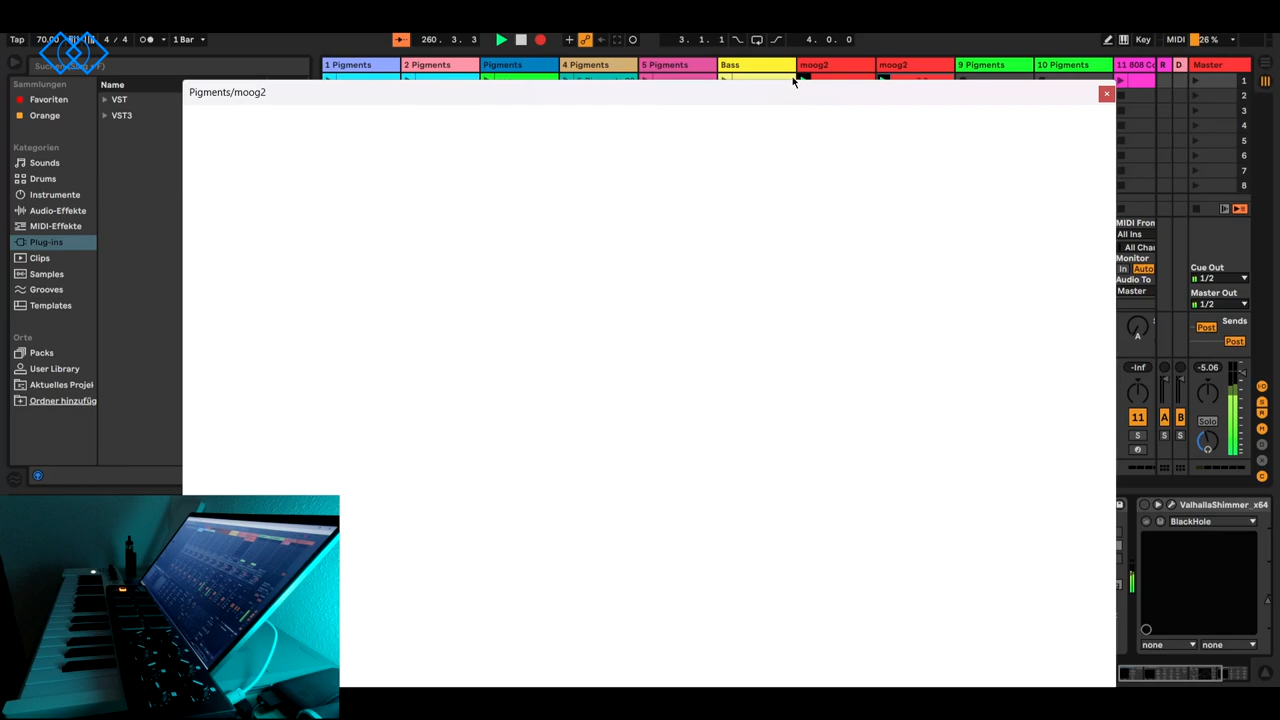 Tap 70.00 4 / 4 1 Bar 260. 3. 3 3. 1. 1 4. 0. 0 Key MIDI 26 %
1 Pigments 2 Pigments Pigments 4 Pigments 5 Pigments Bass moog2 moog2 9 Pigments 10 Pigments 11 808 R D Master
Sammlungen
Favoriten
Orange
Kategorien
Sounds
Drums
Instrumente
Audio-Effekte
MIDI-Effekte
Plug-ins
Clips
Samples
Grooves
Templates
Orte
Packs
User Library
Aktuelles Projek
Ordner hinzufüg
Name
VST
VST3
Pigments/moog2
1
2
3
4
5
6
7
8
MIDI From
All Ins
All Chan
Monitor
In Auto
Audio To
Master
Cue Out
1/2
Master Out
1/2
Sends
Post
Post
A
-Inf -5.06
11 A B Solo
S S S
ValhallaShimmer_x64
BlackHole
none none